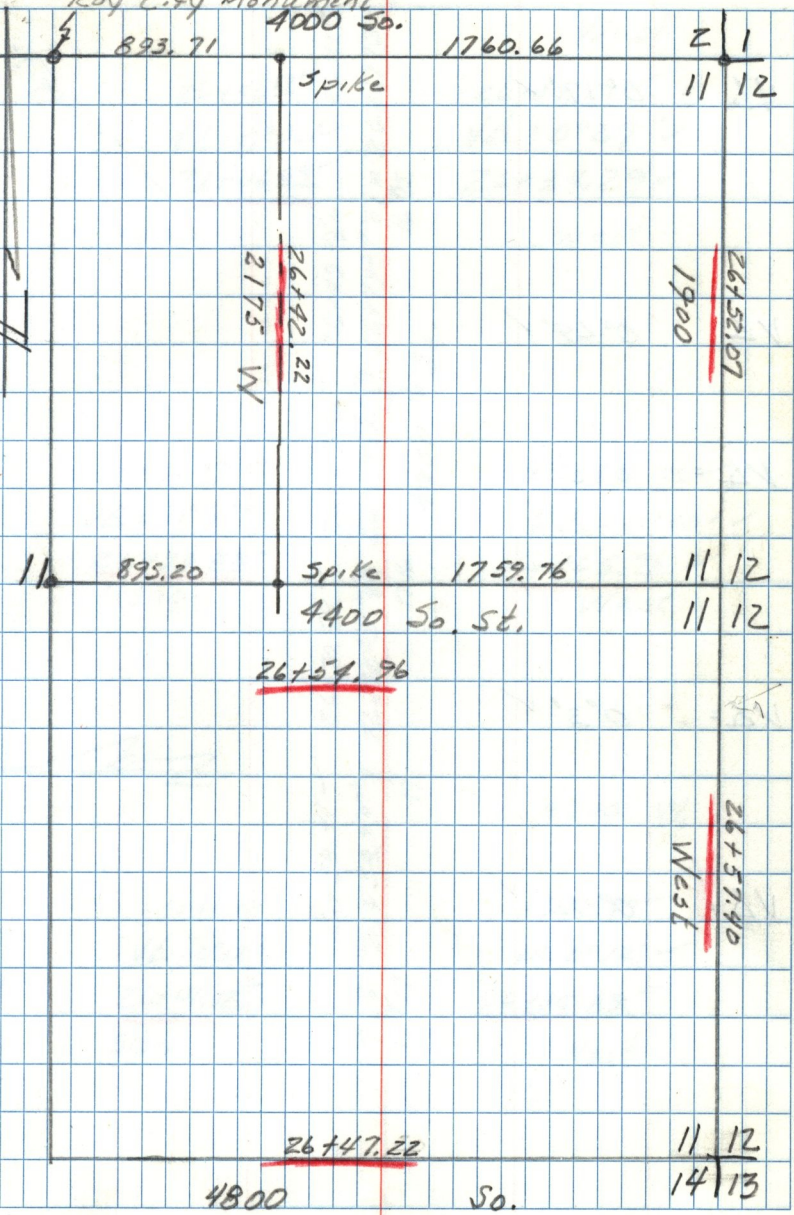 Roy City Monument
4000 So.
893.71 1760.66 2 1
Spike 11 12
26+42.22
2175 W
26+52.07
1900
11 895.20 Spike 1759.76 11 12
4400 So. St. 11 12
26+54.96
26+57.40
West
26+47.22 11 12
4800 So. 14 13